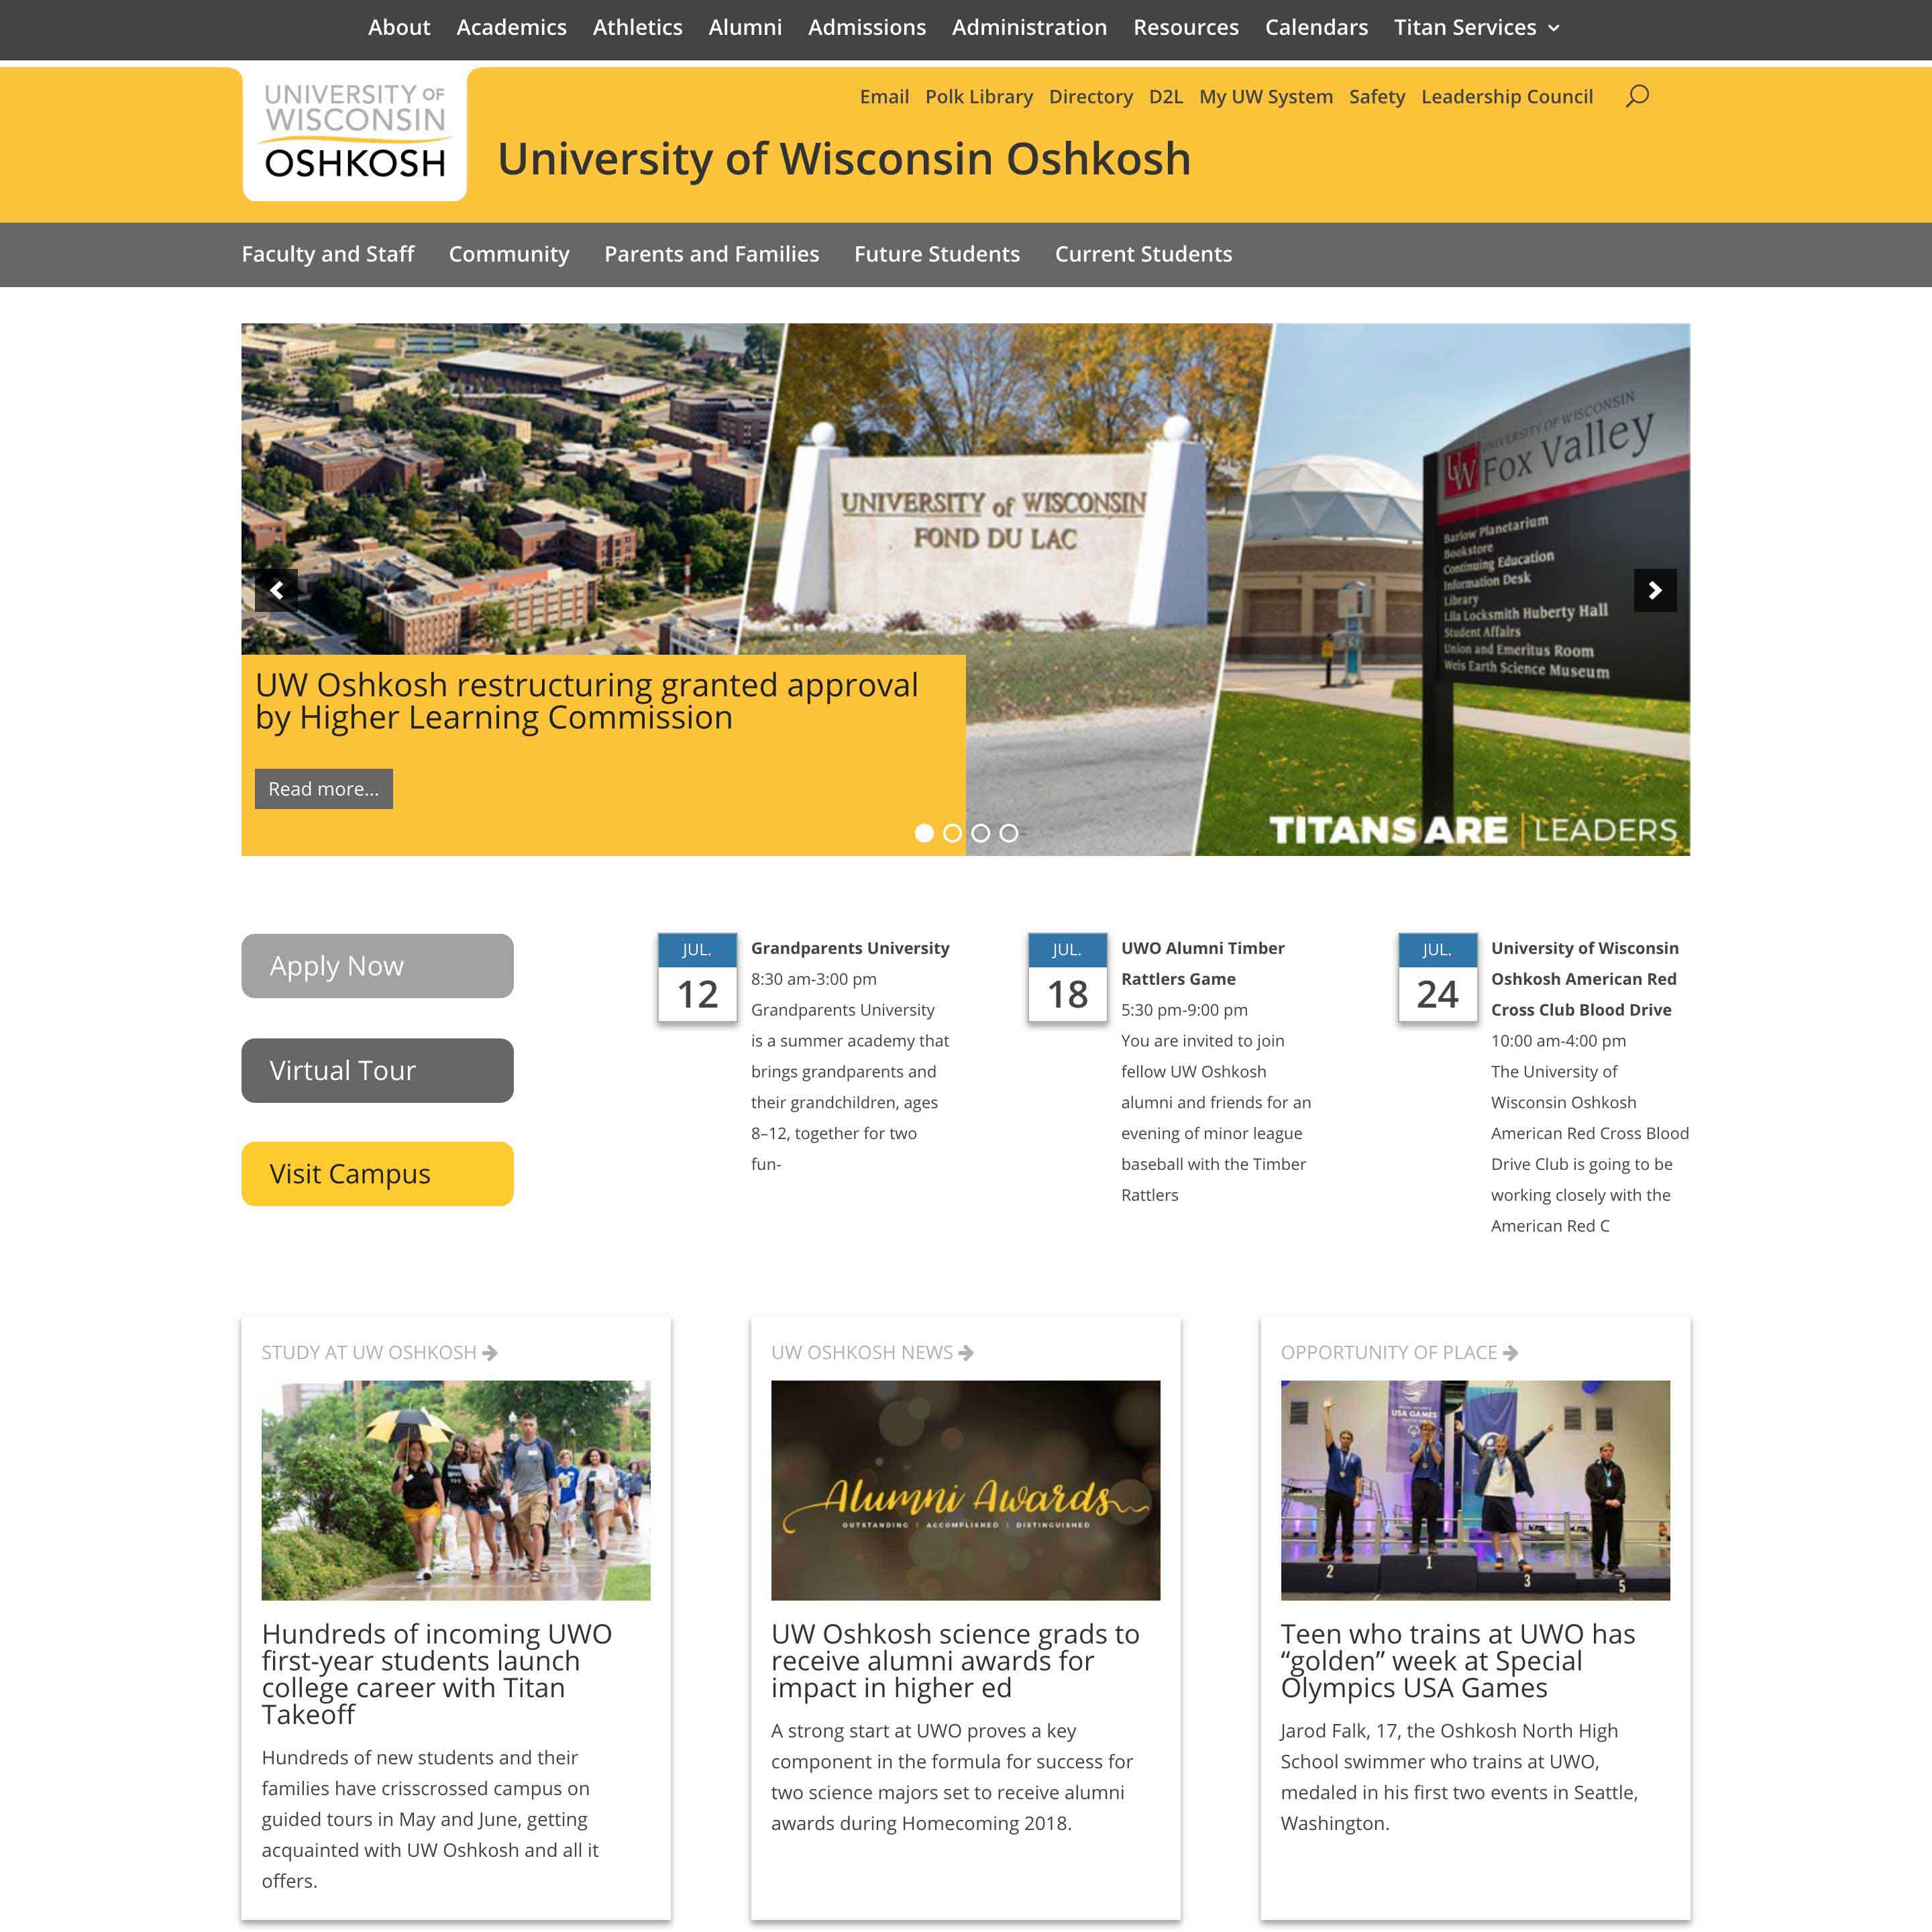 About Academics Athletics Alumni Admissions Administration Resources Calendars Titan Services
UNIVERSITY OF
WISCONSIN
OSHKOSH
Email Polk Library Directory D2L My UW System Safety Leadership Council
University of Wisconsin Oshkosh
Faculty and Staff Community Parents and Families Future Students Current Students
UNIVERSITY of WISCONSIN
FOND DU LAC
UNIVERSITY OF WISCONSIN
UW FOX Valley
Barlow Planetarium
Bookstore
Continuing Education
Information Desk
Library
Lila Locksmith Huberty Hall
Student Affairs
Union and Emeritus Room
Weis Earth Science Museum
UW Oshkosh restructuring granted approval
by Higher Learning Commission
Read more...
TITANS ARE | LEADERS
Apply Now
Virtual Tour
Visit Campus
JUL.
12
Grandparents University
8:30 am-3:00 pm
Grandparents University
is a summer academy that
brings grandparents and
their grandchildren, ages
8–12, together for two
fun-
JUL.
18
UWO Alumni Timber
Rattlers Game
5:30 pm-9:00 pm
You are invited to join
fellow UW Oshkosh
alumni and friends for an
evening of minor league
baseball with the Timber
Rattlers
JUL.
24
University of Wisconsin
Oshkosh American Red
Cross Club Blood Drive
10:00 am-4:00 pm
The University of
Wisconsin Oshkosh
American Red Cross Blood
Drive Club is going to be
working closely with the
American Red C
STUDY AT UW OSHKOSH
Hundreds of incoming UWO
first-year students launch
college career with Titan
Takeoff
Hundreds of new students and their
families have crisscrossed campus on
guided tours in May and June, getting
acquainted with UW Oshkosh and all it
offers.
UW OSHKOSH NEWS
Alumni Awards
OUTSTANDING | ACCOMPLISHED | DISTINGUISHED
UW Oshkosh science grads to
receive alumni awards for
impact in higher ed
A strong start at UWO proves a key
component in the formula for success for
two science majors set to receive alumni
awards during Homecoming 2018.
OPPORTUNITY OF PLACE
USA GAMES
2
1
3
5
Teen who trains at UWO has
“golden” week at Special
Olympics USA Games
Jarod Falk, 17, the Oshkosh North High
School swimmer who trains at UWO,
medaled in his first two events in Seattle,
Washington.